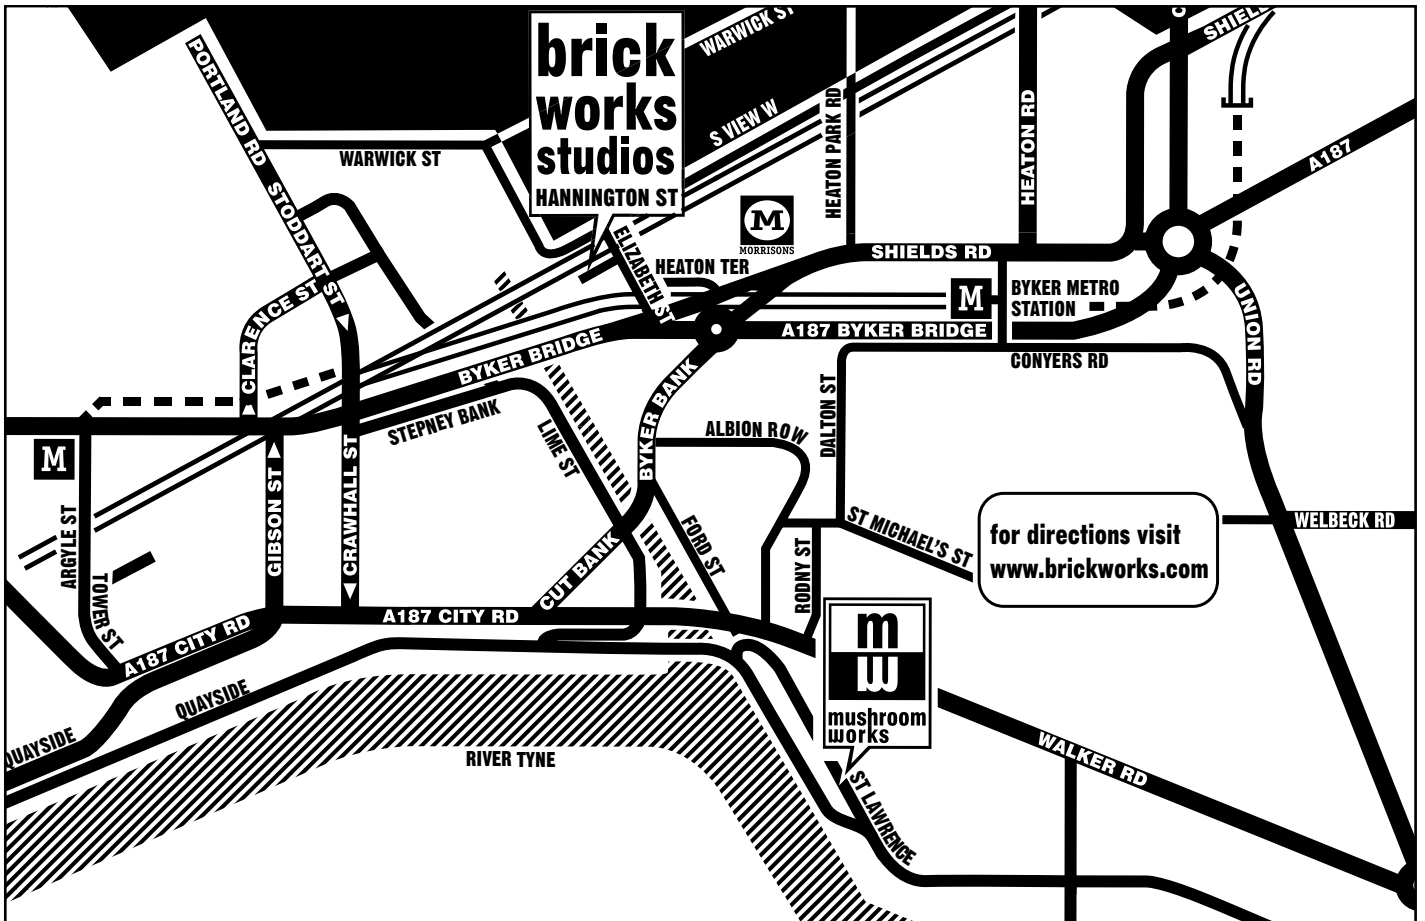 brick
works
studios
HANNINGTON ST
WARWICK ST
SHIEL
PORTLAND RD
S VIEW W
HEATON PARK RD
HEATON RD
A187
WARWICK ST
STODDART ST
M
MORRISONS
ELIZABETH ST
HEATON TER
SHIELDS RD
CLARENCE ST
M
BYKER METRO
STATION
UNION RD
A187 BYKER BRIDGE
BYKER BRIDGE
CONYERS RD
BYKER BANK
STEPNEY BANK
LIME ST
ALBION ROW
DALTON ST
M
ARGYLE ST
GIBSON ST
CRAWHALL ST
FORD ST
ST MICHAEL'S ST
for directions visit
www.brickworks.com
WELBECK RD
CUT BANK
RODNY ST
TOWER ST
A187 CITY RD
A187 CITY RD
m
w
mushroom
works
QUAYSIDE
QUAYSIDE
RIVER TYNE
WALKER RD
ST LAWRENCE